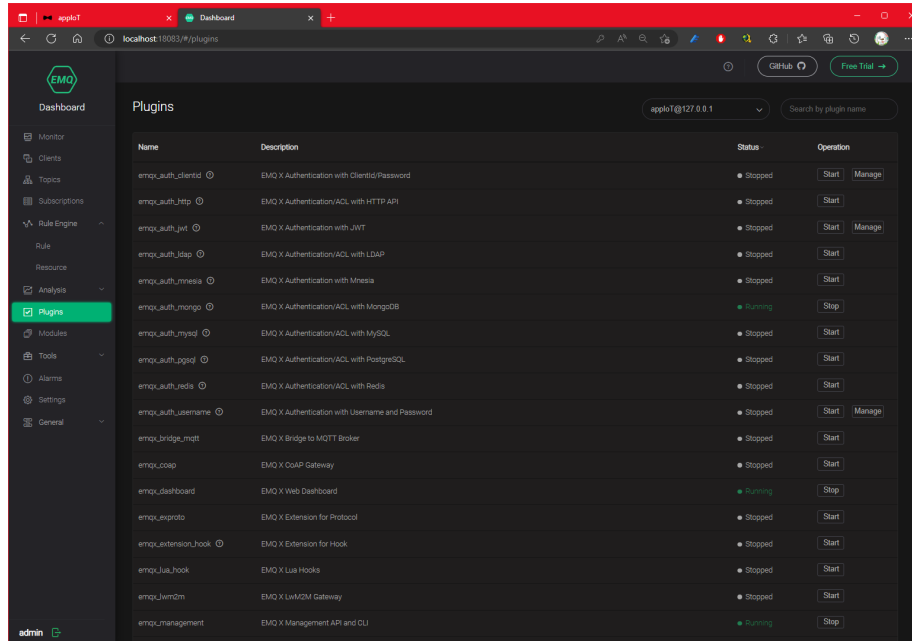 appIoT
Dashboard
localhost:18083/#/plugins
EMQ
Dashboard
GitHub
Free Trial →
Plugins
appIoT@127.0.0.1
Search by plugin name
Monitor
Clients
Topics
Subscriptions
Rule Engine
Rule
Resource
Analysis
Plugins
Modules
Tools
Alarms
Settings
General
admin
Name Description Status Operation
emqx_auth_clientid EMQ X Authentication with ClientId/Password Stopped Start Manage
emqx_auth_http EMQ X Authentication/ACL with HTTP API Stopped Start
emqx_auth_jwt EMQ X Authentication with JWT Stopped Start Manage
emqx_auth_ldap EMQ X Authentication/ACL with LDAP Stopped Start
emqx_auth_mnesia EMQ X Authentication with Mnesia Stopped Start
emqx_auth_mongo EMQ X Authentication/ACL with MongoDB Running Stop
emqx_auth_mysql EMQ X Authentication/ACL with MySQL Stopped Start
emqx_auth_pgsql EMQ X Authentication/ACL with PostgreSQL Stopped Start
emqx_auth_redis EMQ X Authentication/ACL with Redis Stopped Start
emqx_auth_username EMQ X Authentication with Username and Password Stopped Start Manage
emqx_bridge_mqtt EMQ X Bridge to MQTT Broker Stopped Start
emqx_coap EMQ X CoAP Gateway Stopped Start
emqx_dashboard EMQ X Web Dashboard Running Stop
emqx_exproto EMQ X Extension for Protocol Stopped Start
emqx_extension_hook EMQ X Extension for Hook Stopped Start
emqx_lua_hook EMQ X Lua Hooks Stopped Start
emqx_lwm2m EMQ X LwM2M Gateway Stopped Start
emqx_management EMQ X Management API and CLI Running Stop